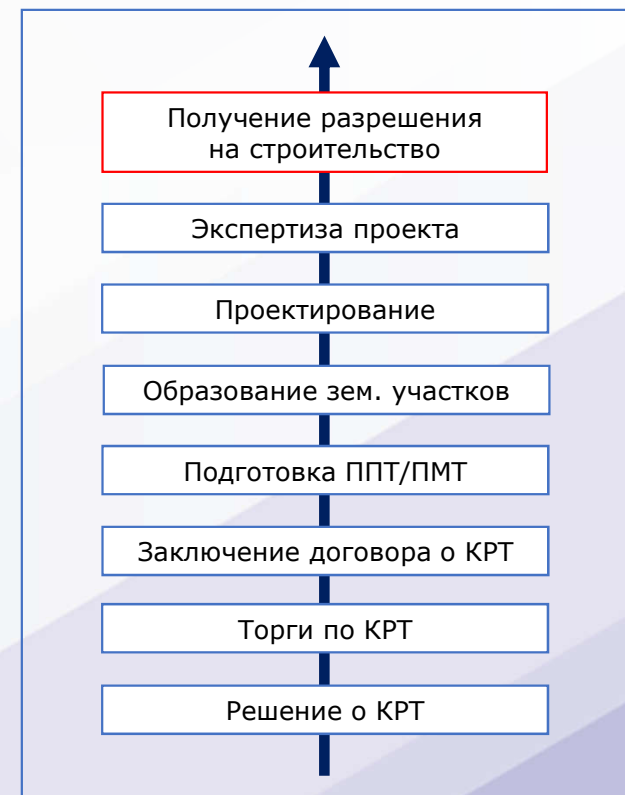 Получение разрешения
на строительство
Экспертиза проекта
Проектирование
Образование зем. участков
Подготовка ППТ/ПМТ
Заключение договора о КРТ
Торги по КРТ
Решение о КРТ